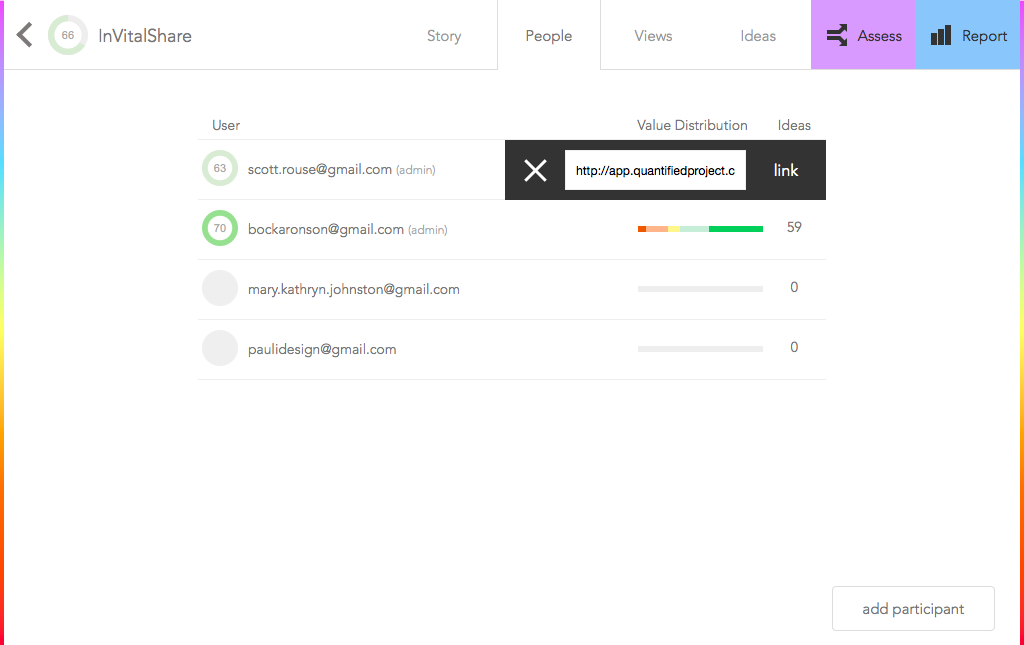 66 InVitalShare Story People Views Ideas Assess Report
User Value Distribution Ideas
63 scott.rouse@gmail.com (admin) http://app.quantifiedproject.c link
70 bockaronson@gmail.com (admin) 59
mary.kathryn.johnston@gmail.com 0
paulidesign@gmail.com 0
add participant